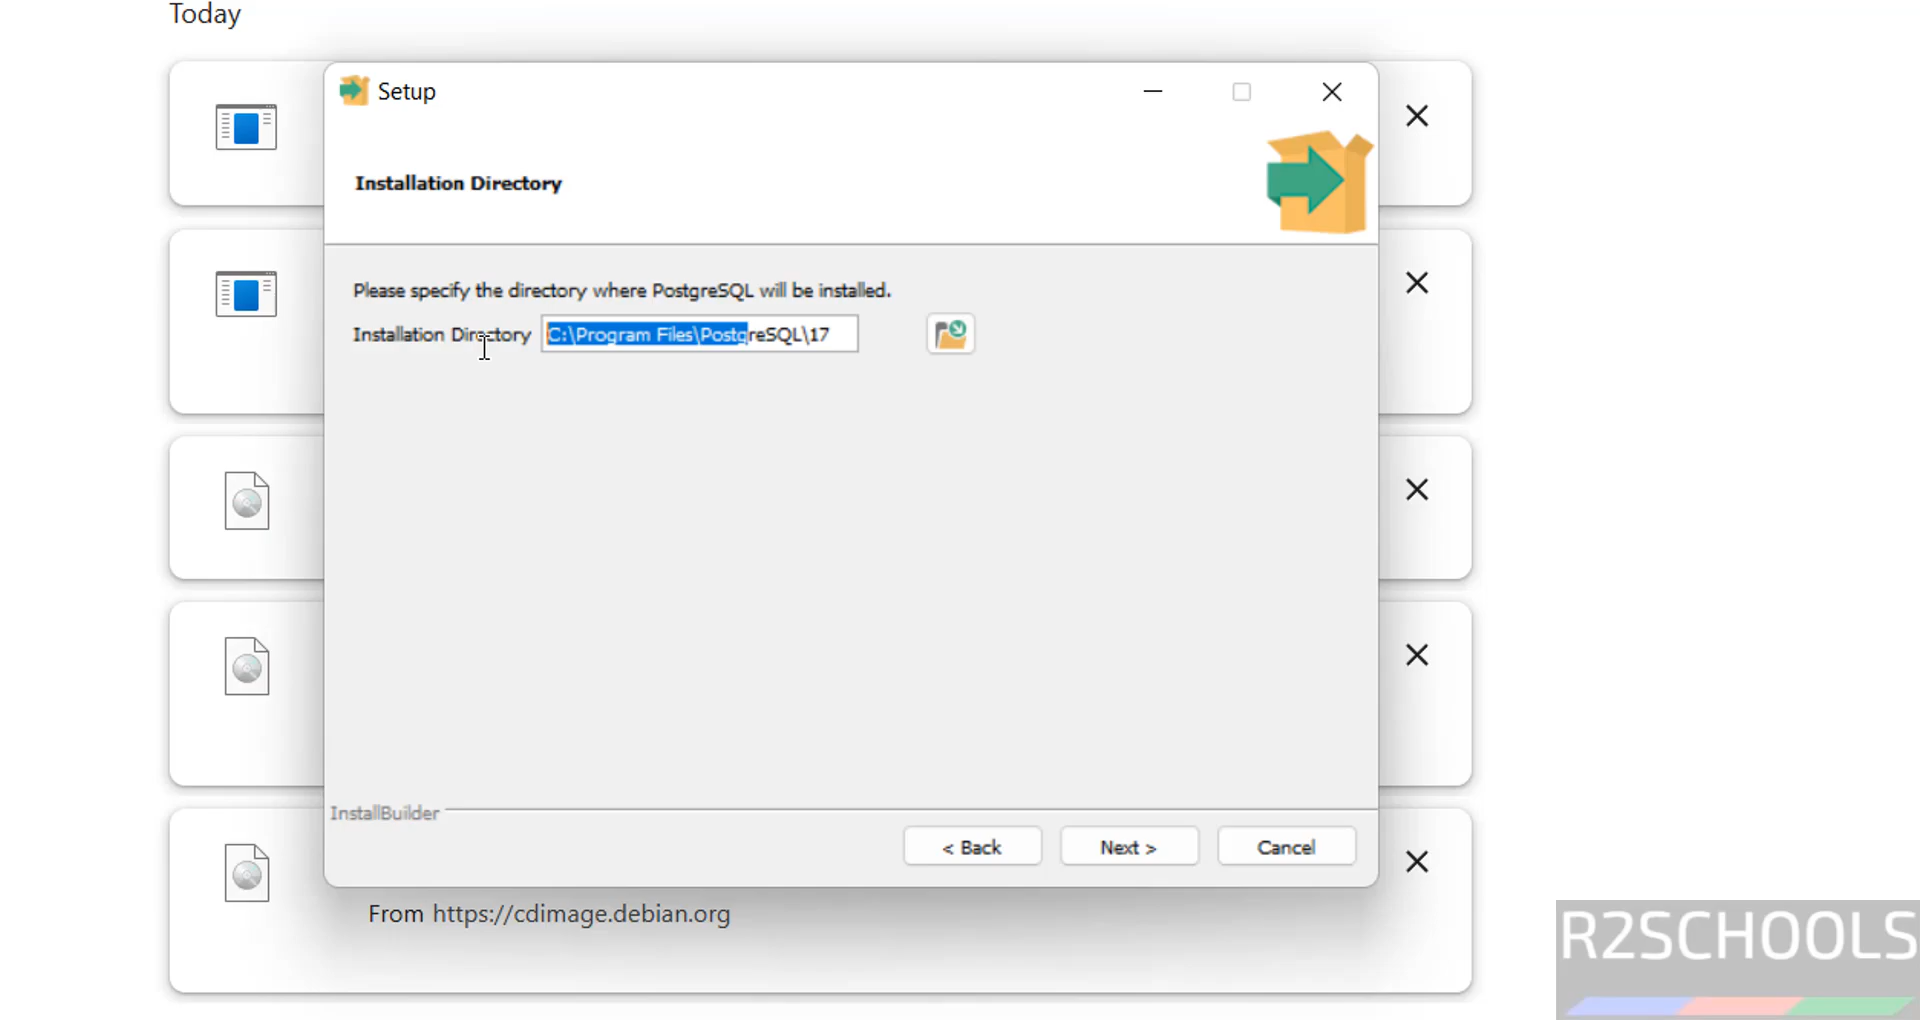 Today
Setup
Installation Directory
Please specify the directory where PostgreSQL will be installed.
Installation Directory C:\Program Files\PostgreSQL\17
InstallBuilder
< Back Next > Cancel
From https://cdimage.debian.org
R2SCHOOLS